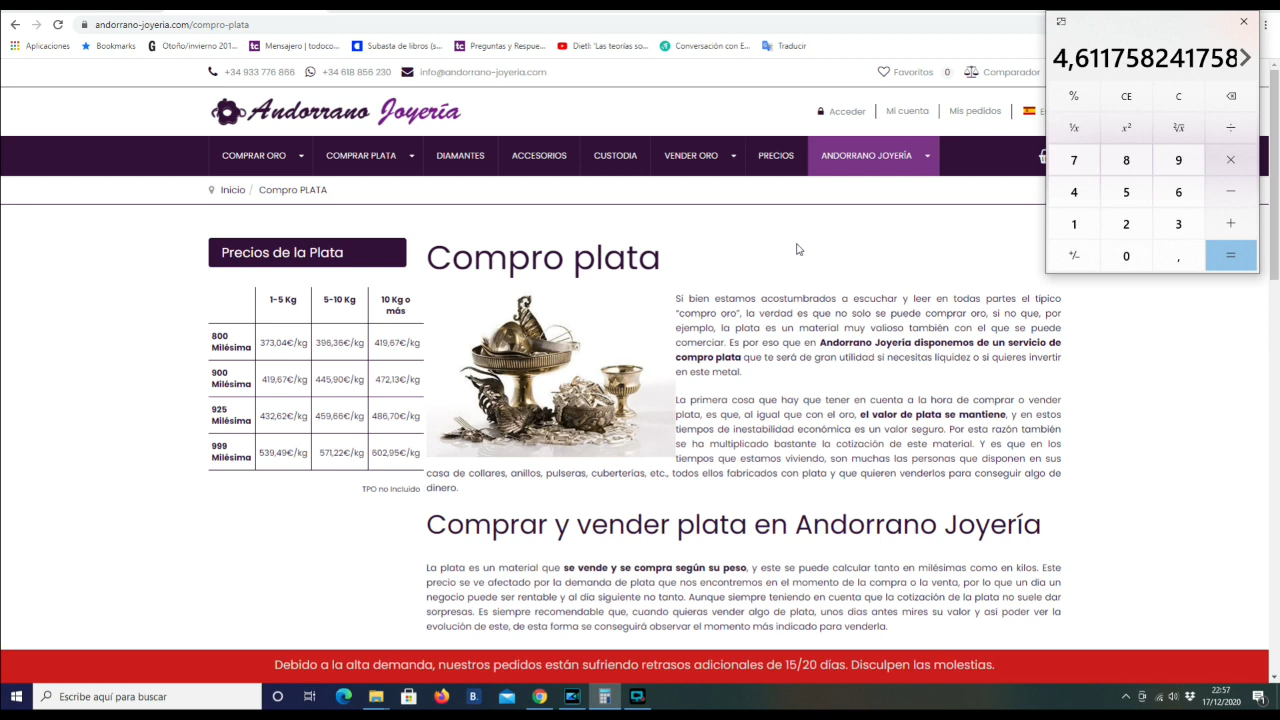 andorrano-joyeria.com/compro-plata
Aplicaciones
Bookmarks
G
Otoño/invierno 201...
tc
Mensajero | todoco...
Subasta de libros (s...
tc
Preguntas y Respue...
Dietl: 'Las teorías so...
Conversación con E...
Traducir
+34 933 776 866
+34 618 856 230
info@andorrano-joyeria.com
Favoritos 0
Comparador
Andorrano Joyería
Acceder
Mi cuenta
Mis pedidos
COMPRAR ORO
COMPRAR PLATA
DIAMANTES
ACCESORIOS
CUSTODIA
VENDER ORO
PRECIOS
ANDORRANO JOYERÍA
Inicio / Compro PLATA
4,611758241758
% CE C
¹/x x² ²√x ÷
7 8 9 ×
4 5 6 −
1 2 3 +
+/− 0 , =
Precios de la Plata
1-5 Kg 5-10 Kg 10 Kg o más
800 Milésima 373,04€/kg 396,36€/kg 419,67€/kg
900 Milésima 419,67€/kg 445,90€/kg 472,13€/kg
925 Milésima 432,62€/kg 459,66€/kg 486,70€/kg
999 Milésima 539,49€/kg 571,22€/kg 602,95€/kg
TPO no Incluido
Compro plata
Si bien estamos acostumbrados a escuchar y leer en todas partes el típico
“compro oro”, la verdad es que no solo se puede comprar oro, si no que, por
ejemplo, la plata es un material muy valioso también con el que se puede
comerciar. Es por eso que en Andorrano Joyería disponemos de un servicio de
compro plata que te será de gran utilidad si necesitas liquidez o si quieres invertir
en este metal.
La primera cosa que hay que tener en cuenta a la hora de comprar o vender
plata, es que, al igual que con el oro, el valor de plata se mantiene, y en estos
tiempos de inestabilidad económica es un valor seguro. Por esta razón también
se ha multiplicado bastante la cotización de este material. Y es que en los
tiempos que estamos viviendo, son muchas las personas que disponen en sus
casa de collares, anillos, pulseras, cuberterías, etc., todos ellos fabricados con plata y que quieren venderlos para conseguir algo de
dinero.
Comprar y vender plata en Andorrano Joyería
La plata es un material que se vende y se compra según su peso, y este se puede calcular tanto en milésimas como en kilos. Este
precio se ve afectado por la demanda de plata que nos encontremos en el momento de la compra o la venta, por lo que un día un
negocio puede ser rentable y al día siguiente no tanto. Aunque siempre teniendo en cuenta que la cotización de la plata no suele dar
sorpresas. Es siempre recomendable que, cuando quieras vender algo de plata, unos días antes mires su valor y así poder ver la
evolución de este, de esta forma se conseguirá observar el momento más indicado para venderla.
Debido a la alta demanda, nuestros pedidos están sufriendo retrasos adicionales de 15/20 días. Disculpen las molestias.
Escribe aquí para buscar
B.
22:57
17/12/2020